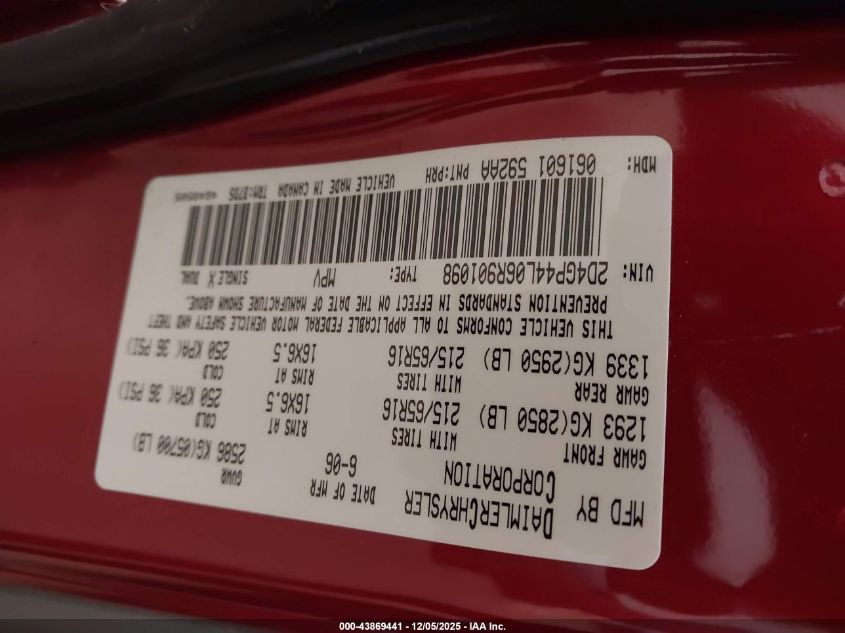 MFD BY DAIMLERCHRYSLER CORPORATION DATE OF MFR 6-06 GVWR 2586 KG(05700 LB)
GAWR FRONT WITH TIRES RIMS AT COLD
1293 KG(2850 LB) 215/65R16 16X6.5 250 KPA(36 PSI)
GAWR REAR WITH TIRES RIMS AT COLD
1339 KG(2950 LB) 215/65R16 16X6.5 250 KPA(36 PSI)
THIS VEHICLE CONFORMS TO ALL APPLICABLE FEDERAL MOTOR VEHICLE SAFETY AND THEFT
PREVENTION STANDARDS IN EFFECT ON THE DATE OF MANUFACTURE SHOWN ABOVE.
VIN: 2D4GP44L06R901098 TYPE: MPV SINGLE X DUAL
MDH: 061601 592AA PNT:PRH VEHICLE MADE IN CANADA TRM:B7D5
000-43869441 - 12/05/2025 - IAA Inc.